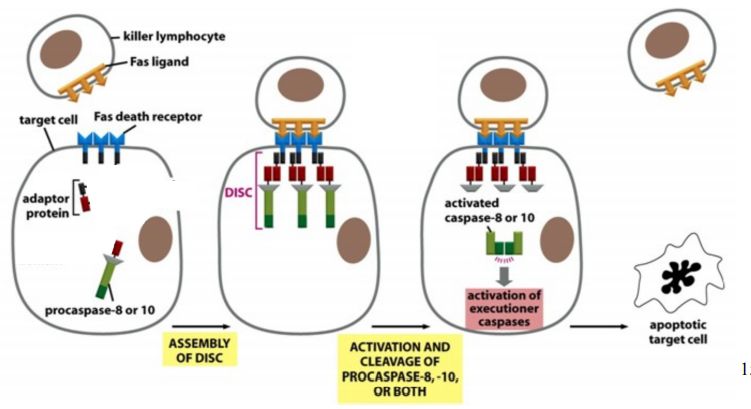 killer lymphocyte
Fas ligand
target cell
Fas death receptor
adaptor
protein
procaspase-8 or 10
ASSEMBLY
OF DISC
DISC
ACTIVATION AND
CLEAVAGE OF
PROCASPASE-8, -10,
OR BOTH
activated
caspase-8 or 10
activation of
executioner
caspases
apoptotic
target cell